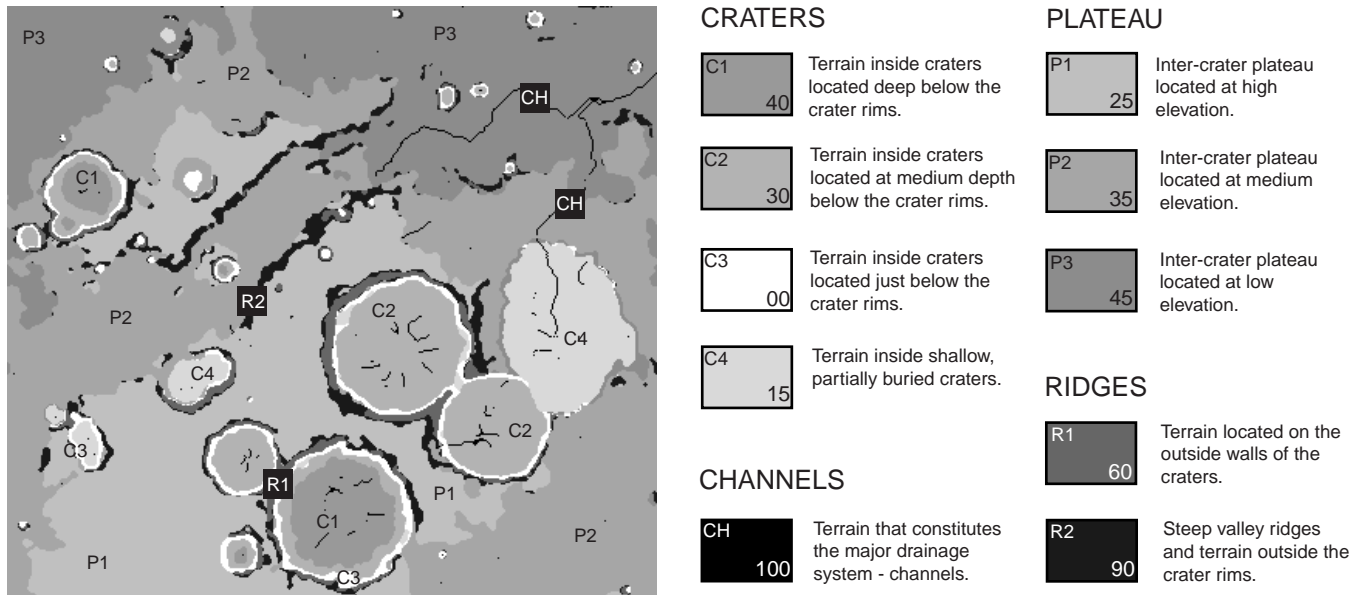 P3
P3
P2
CH
C1
CH
R2
C2
P2
C4
C4
C2
C3
R1
P1
C1
P2
P1
C3
CRATERS
C1
40
Terrain inside craters
located deep below the
crater rims.
C2
30
Terrain inside craters
located at medium depth
below the crater rims.
C3
00
Terrain inside craters
located just below the
crater rims.
C4
15
Terrain inside shallow,
partially buried craters.
CHANNELS
CH
100
Terrain that constitutes
the major drainage
system - channels.
PLATEAU
P1
25
Inter-crater plateau
located at high
elevation.
P2
35
Inter-crater plateau
located at medium
elevation.
P3
45
Inter-crater plateau
located at low
elevation.
RIDGES
R1
60
Terrain located on the
outside walls of the
craters.
R2
90
Steep valley ridges
and terrain outside the
crater rims.